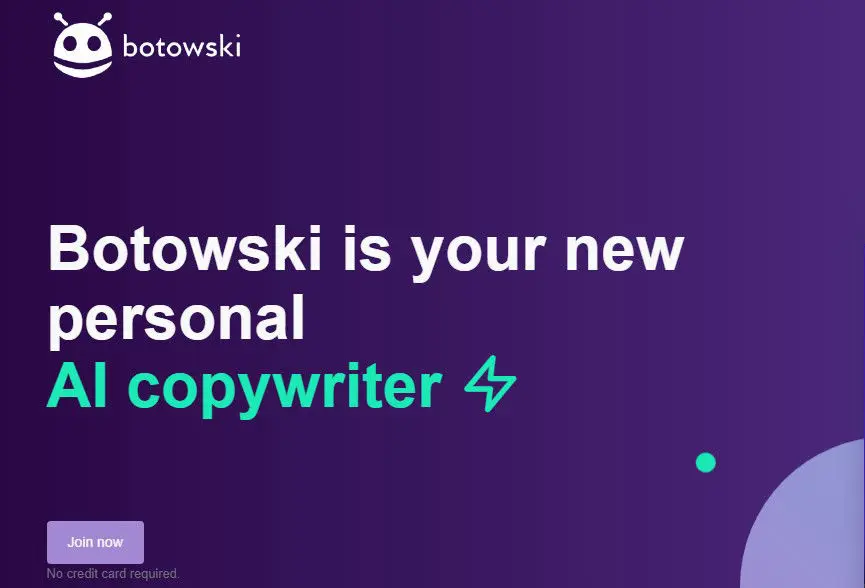 botowski
Botowski is your new
personal
AI copywriter
Join now
No credit card required.